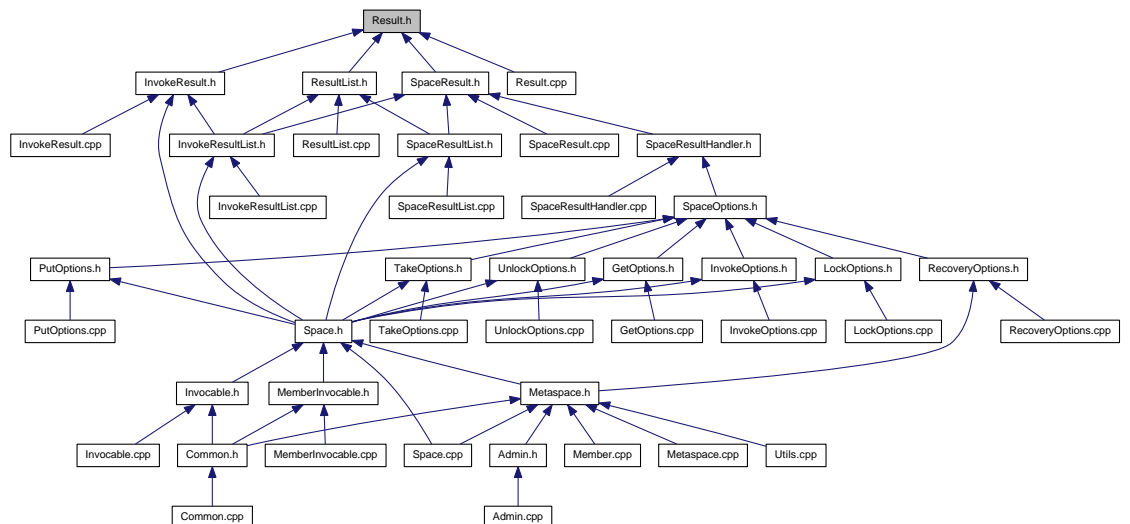 Result.h
InvokeResult.h
ResultList.h
SpaceResult.h
Result.cpp
InvokeResult.cpp
InvokeResultList.h
ResultList.cpp
SpaceResultList.h
SpaceResult.cpp
SpaceResultHandler.h
InvokeResultList.cpp
SpaceResultList.cpp
SpaceResultHandler.cpp
SpaceOptions.h
PutOptions.h
TakeOptions.h
UnlockOptions.h
GetOptions.h
InvokeOptions.h
LockOptions.h
RecoveryOptions.h
PutOptions.cpp
Space.h
TakeOptions.cpp
UnlockOptions.cpp
GetOptions.cpp
InvokeOptions.cpp
LockOptions.cpp
RecoveryOptions.cpp
Invocable.h
MemberInvocable.h
Metaspace.h
Invocable.cpp
Common.h
MemberInvocable.cpp
Space.cpp
Admin.h
Member.cpp
Metaspace.cpp
Utils.cpp
Common.cpp
Admin.cpp